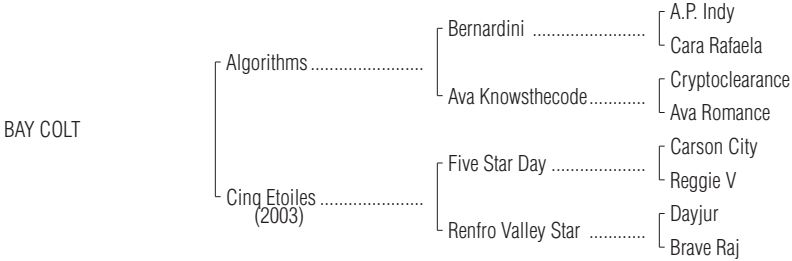 A.P. Indy
Bernardini ........................
Cara Rafaela
Algorithms ........................
Cryptoclearance
Ava Knowsthecode ............
Ava Romance
BAY COLT
Carson City
Five Star Day ....................
Reggie V
Cinq Etoiles ......................
(2003)
Dayjur
Renfro Valley Star ............
Brave Raj